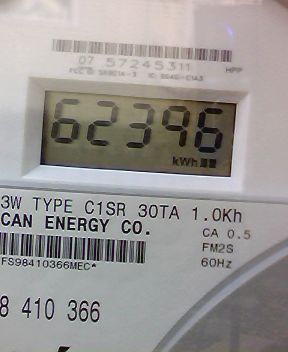 07 57245311
HPP
62396
kWh
3W TYPE C1SR 30TA 1.0Kh
CAN ENERGY CO.
CA 0.5
FM2S
FS98410366MEC*
60Hz
8 410 366